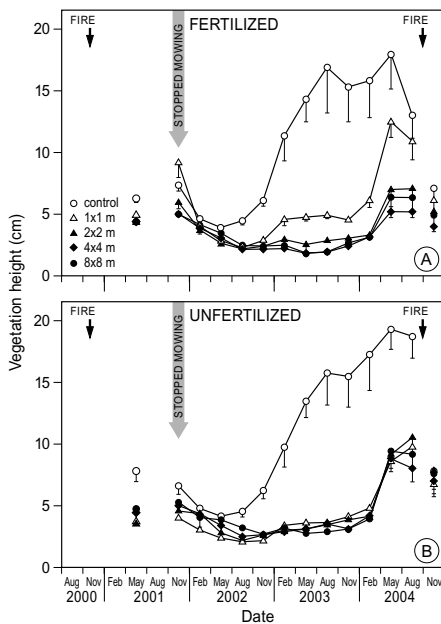 FIRE
STOPPED MOWING
FERTILIZED
20
15
10
5
0
control
1x1 m
2x2 m
4x4 m
8x8 m
A
Vegetation height (cm)
FIRE
STOPPED MOWING
UNFERTILIZED
FIRE
20
15
10
5
0
B
Aug Nov Feb May Aug Nov Feb May Aug Nov Feb May Aug Nov Feb May Aug Nov
2000 2001 2002 2003 2004
Date